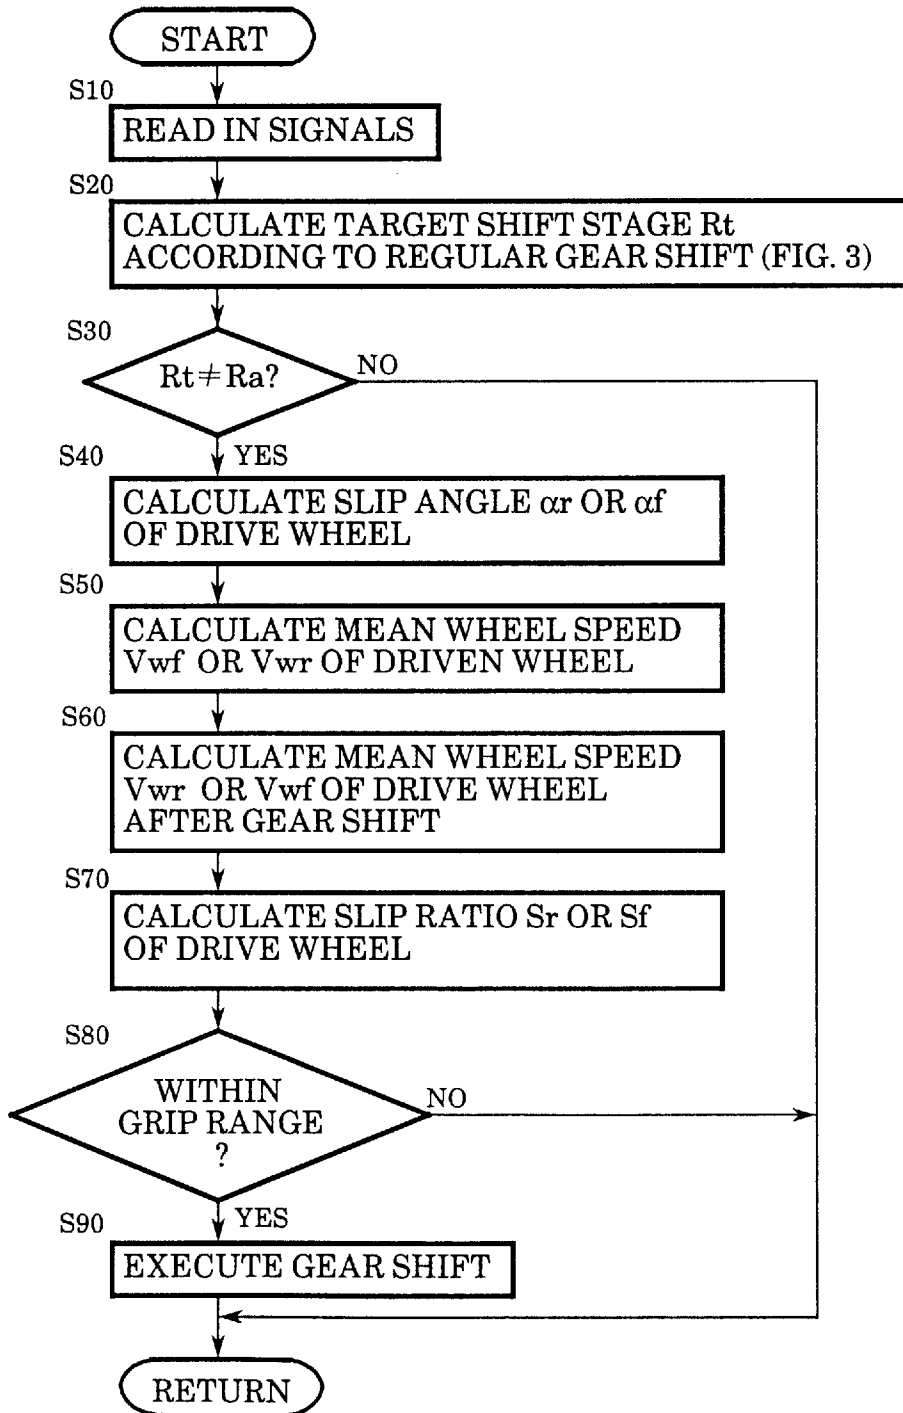 START
S10
READ IN SIGNALS
S20
CALCULATE TARGET SHIFT STAGE Rt
ACCORDING TO REGULAR GEAR SHIFT (FIG. 3)
S30
Rt≠Ra?
NO
YES
S40
CALCULATE SLIP ANGLE αr OR αf
OF DRIVE WHEEL
S50
CALCULATE MEAN WHEEL SPEED
Vwf OR Vwr OF DRIVEN WHEEL
S60
CALCULATE MEAN WHEEL SPEED
Vwr OR Vwf OF DRIVE WHEEL
AFTER GEAR SHIFT
S70
CALCULATE SLIP RATIO Sr OR Sf
OF DRIVE WHEEL
S80
WITHIN
GRIP RANGE
?
NO
YES
S90
EXECUTE GEAR SHIFT
RETURN